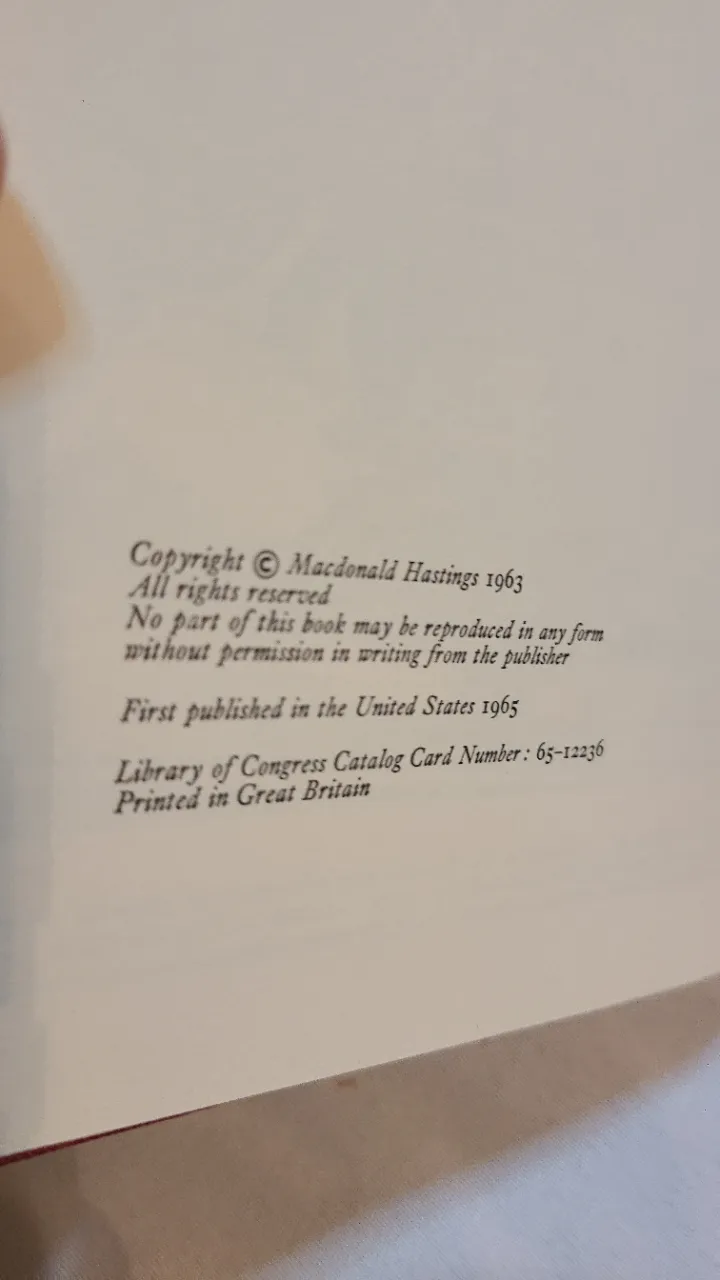 Copyright © Macdonald Hastings 1963
All rights reserved
No part of this book may be reproduced in any form
without permission in writing from the publisher
First published in the United States 1965
Library of Congress Catalog Card Number: 65-12236
Printed in Great Britain